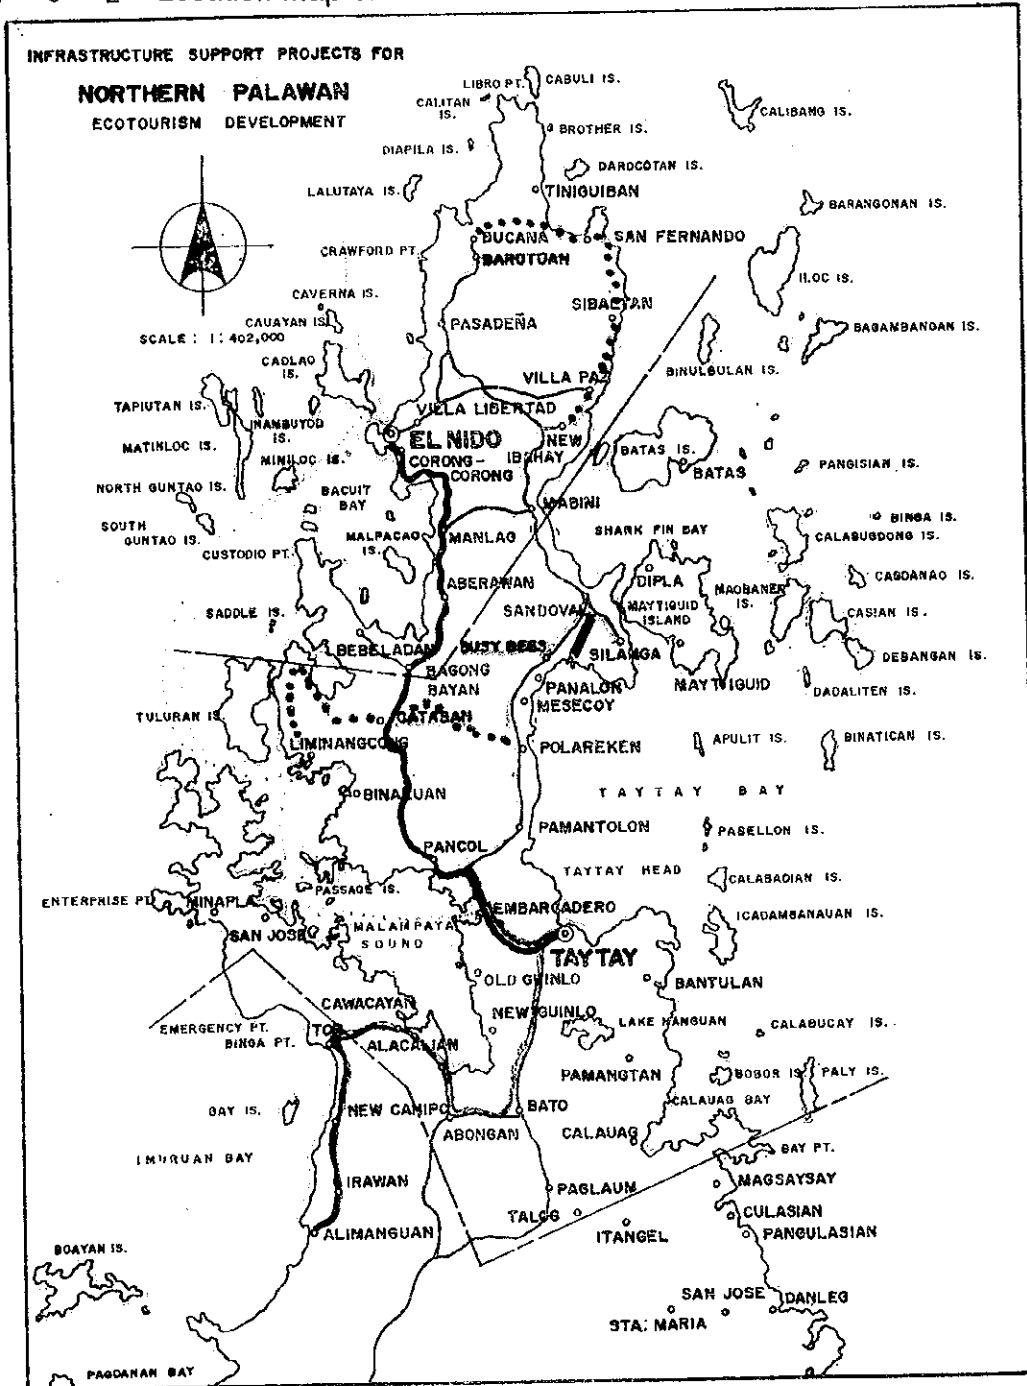 INFRASTRUCTURE SUPPORT PROJECTS FOR
NORTHERN PALAWAN
ECOTOURISM DEVELOPMENT
LIBRO PT.
CABULI IS.
CALITAN
IS.
CALIBANG IS.
BROTHER IS.
DIAPILA IS.
DAROCOTAN IS.
LALUTAYA IS.
TINIGUIBAN
BARANGONAN IS.
BUCANA
SAN FERNANDO
CRAWFORD PT.
BAROTUAN
ILOC IS.
CAVERNA IS.
SIBALTAN
CAUAYAN IS.
PASADEÑA
BAGAMBANGAN IS.
SCALE : 1: 402,000
CADLAO
IS.
BINULBULAN IS.
VILLA PAZ
TAPIUTAN IS.
VILLA LIBERTAD
INAMBUYOD
IS.
EL NIDO
NEW
IBAHAY
MATINLOC IS.
MINILOC IS.
CORONG-
CORONG
BATAS IS.
BATAS
PANGISIAN IS.
NORTH GUNTAO IS.
BACUIT
BAY
MABINI
SOUTH
GUNTAO IS.
MALPACAO
IS.
MANLAG
SHARK FIN BAY
BINGA IS.
CALABUGDONG IS.
CUSTODIO PT.
ABERAWAN
DIPLA
MAOBANER
IS.
CAGDANAO IS.
SANDOVAL
MAYTIGUID
ISLAND
CASIAN IS.
SADDLE IS.
BEBELADAN
BUSY BEES
SILANGA
DEBANGAN IS.
BAGONG
BAYAN
PANALON
MAYTIGUID
MESECOY
DADALITEN IS.
TULURAN IS.
CATABAN
LIMINANGCONG
POLAREKEN
APULIT IS.
BINATICAN IS.
BINALUAN
TAYTAY BAY
PAMANTOLON
PABELLON IS.
PANCOL
TAYTAY HEAD
CALABADIAN IS.
ENTERPRISE PT.
MINAPLA
PASSAGE IS.
EMBARCADERO
ICADAMBANAUAN IS.
SAN JOSE
MALAMPAYA
SOUND
TAYTAY
OLD GUINLO
BANTULAN
CAWACAYAN
NEW GUINLO
LAKE MANGUAN
CALABUCAY IS.
EMERGENCY PT.
BINGA PT.
ALACALIAN
PAMANGTAN
BOBOR IS.
PALY IS.
BAY IS.
NEW CANIPO
BATO
CALAUAG BAY
ABONGAN
CALAUAG
BAY PT.
IMURUAN BAY
IRAWAN
PAGLAUM
MAGSAYSAY
TALOG
CULASIAN
ALIMANGUAN
ITANGEL
PANGULASIAN
BOAYAN IS.
SAN JOSE
DANLEG
STA. MARIA
PAGDANAN BAY